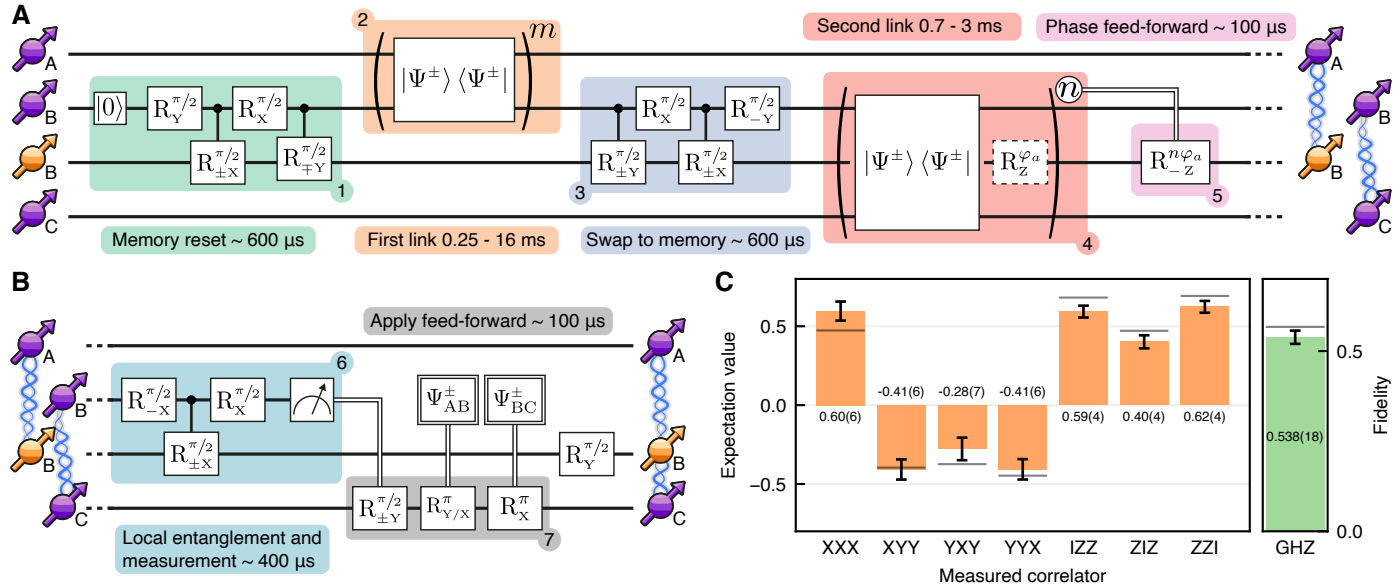 A
2
m
Second link 0.7 - 3 ms
Phase feed-forward ~ 100 μs
A
B
B
C
|0⟩
R_Y^{π/2}
R_{±X}^{π/2}
R_X^{π/2}
R_{∓Y}^{π/2}
1
|Ψ^±⟩ ⟨Ψ^±|
R_{±Y}^{π/2}
R_X^{π/2}
R_{±X}^{π/2}
R_{−Y}^{π/2}
3
|Ψ^±⟩ ⟨Ψ^±|
R_Z^{φ_a}
n
4
R_{−Z}^{nφ_a}
5
A
B
B
C
Memory reset ~ 600 μs
First link 0.25 - 16 ms
Swap to memory ~ 600 μs
B
Apply feed-forward ~ 100 μs
A
B
B
C
6
R_{−X}^{π/2}
R_{±X}^{π/2}
R_X^{π/2}
Ψ_{AB}^±
Ψ_{BC}^±
R_Y^{π/2}
R_{±Y}^{π/2}
R_{Y/X}^π
R_X^π
7
A
B
C
Local entanglement and
measurement ~ 400 μs
C
Expectation value
0.5
0.0
−0.5
0.60(6)
-0.41(6)
-0.28(7)
-0.41(6)
0.59(4)
0.40(4)
0.62(4)
XXX
XYY
YXY
YYX
IZZ
ZIZ
ZZI
Measured correlator
0.538(18)
GHZ
0.5
0.0
Fidelity